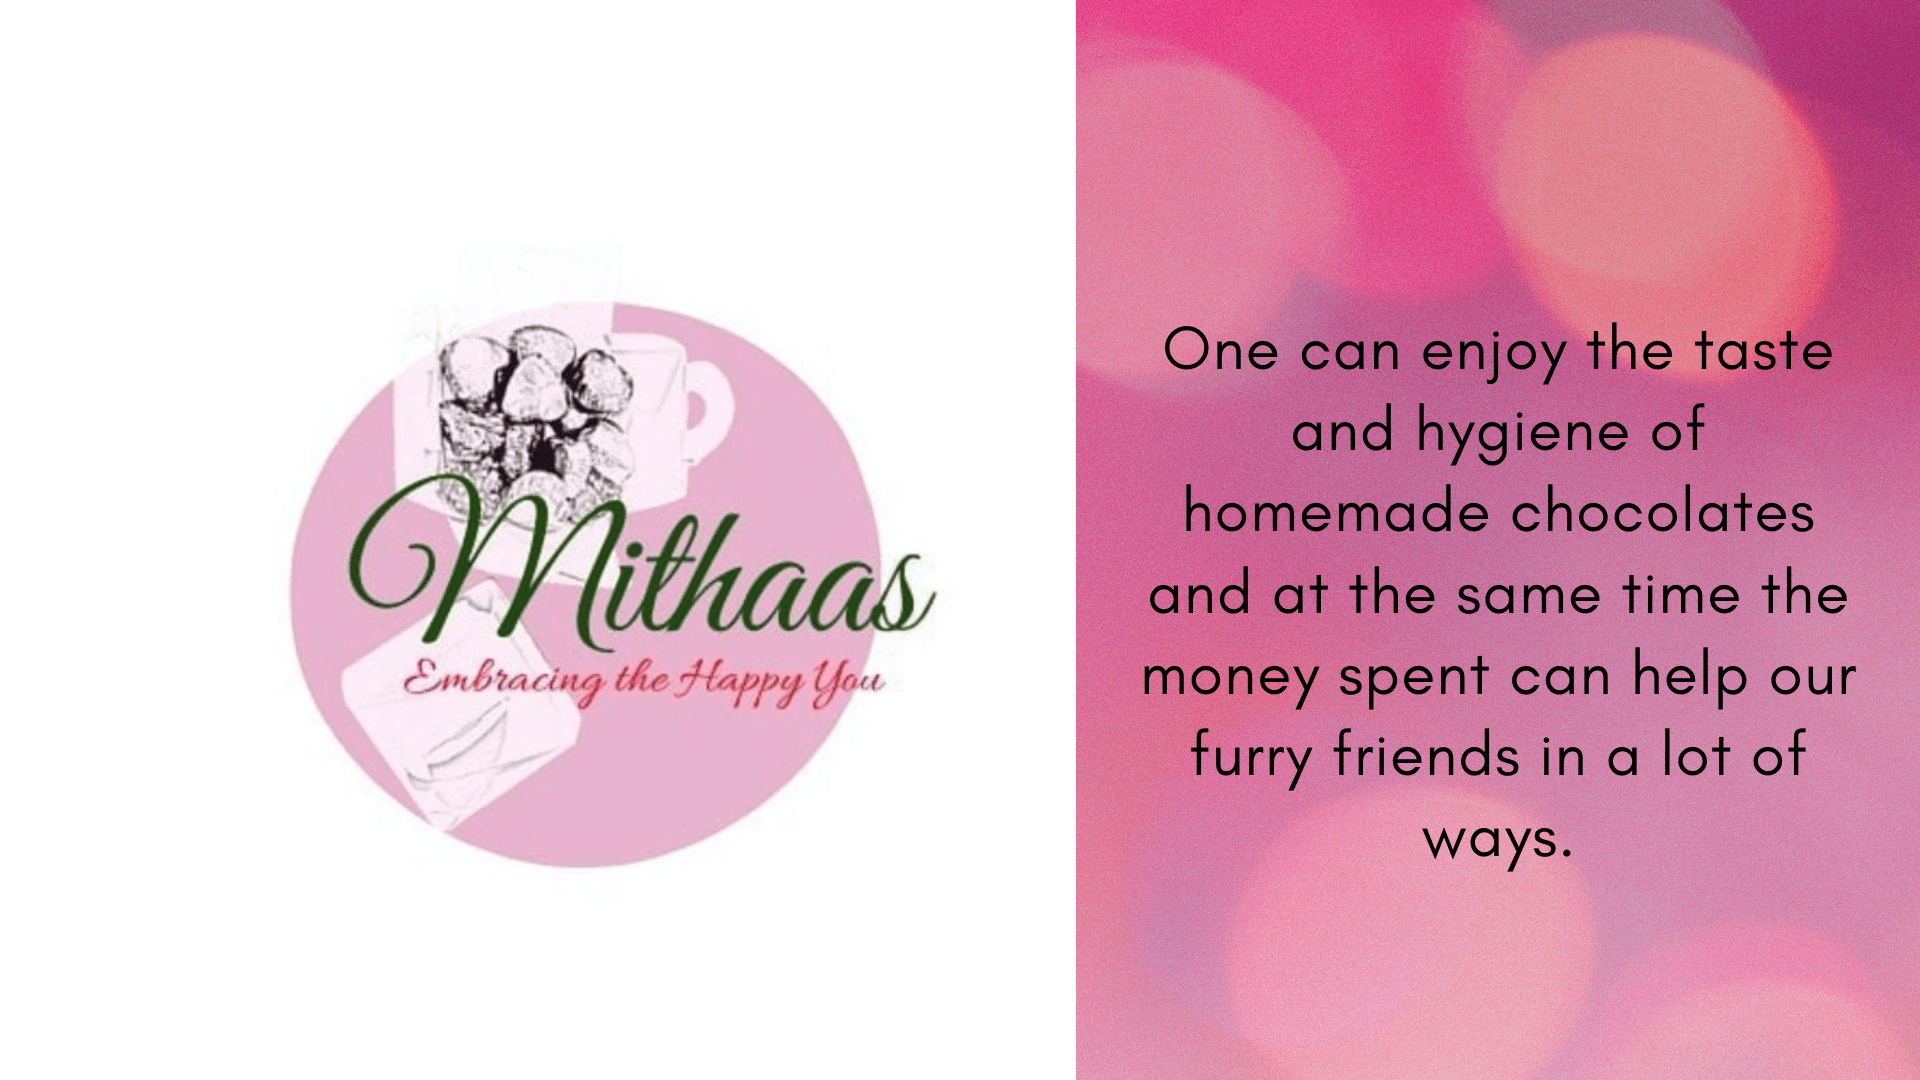 Mithaas
Embracing the Happy You
One can enjoy the taste
and hygiene of
homemade chocolates
and at the same time the
money spent can help our
furry friends in a lot of
ways.